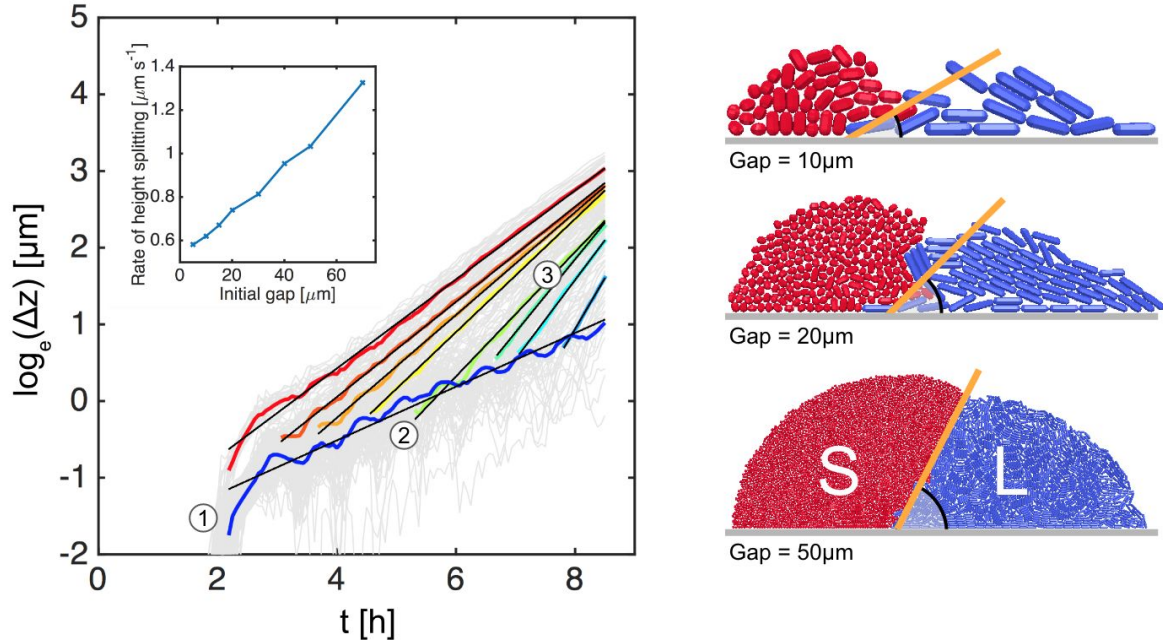 5
4
3
2
1
0
-1
-2
0
2
4
6
8
log_e(Δz) [μm]
t [h]
1
2
3
Rate of height splitting [μm s⁻¹]
1.4
1.2
1
0.8
0.6
0
20
40
60
Initial gap [μm]
Gap = 10μm
Gap = 20μm
S
L
Gap = 50μm